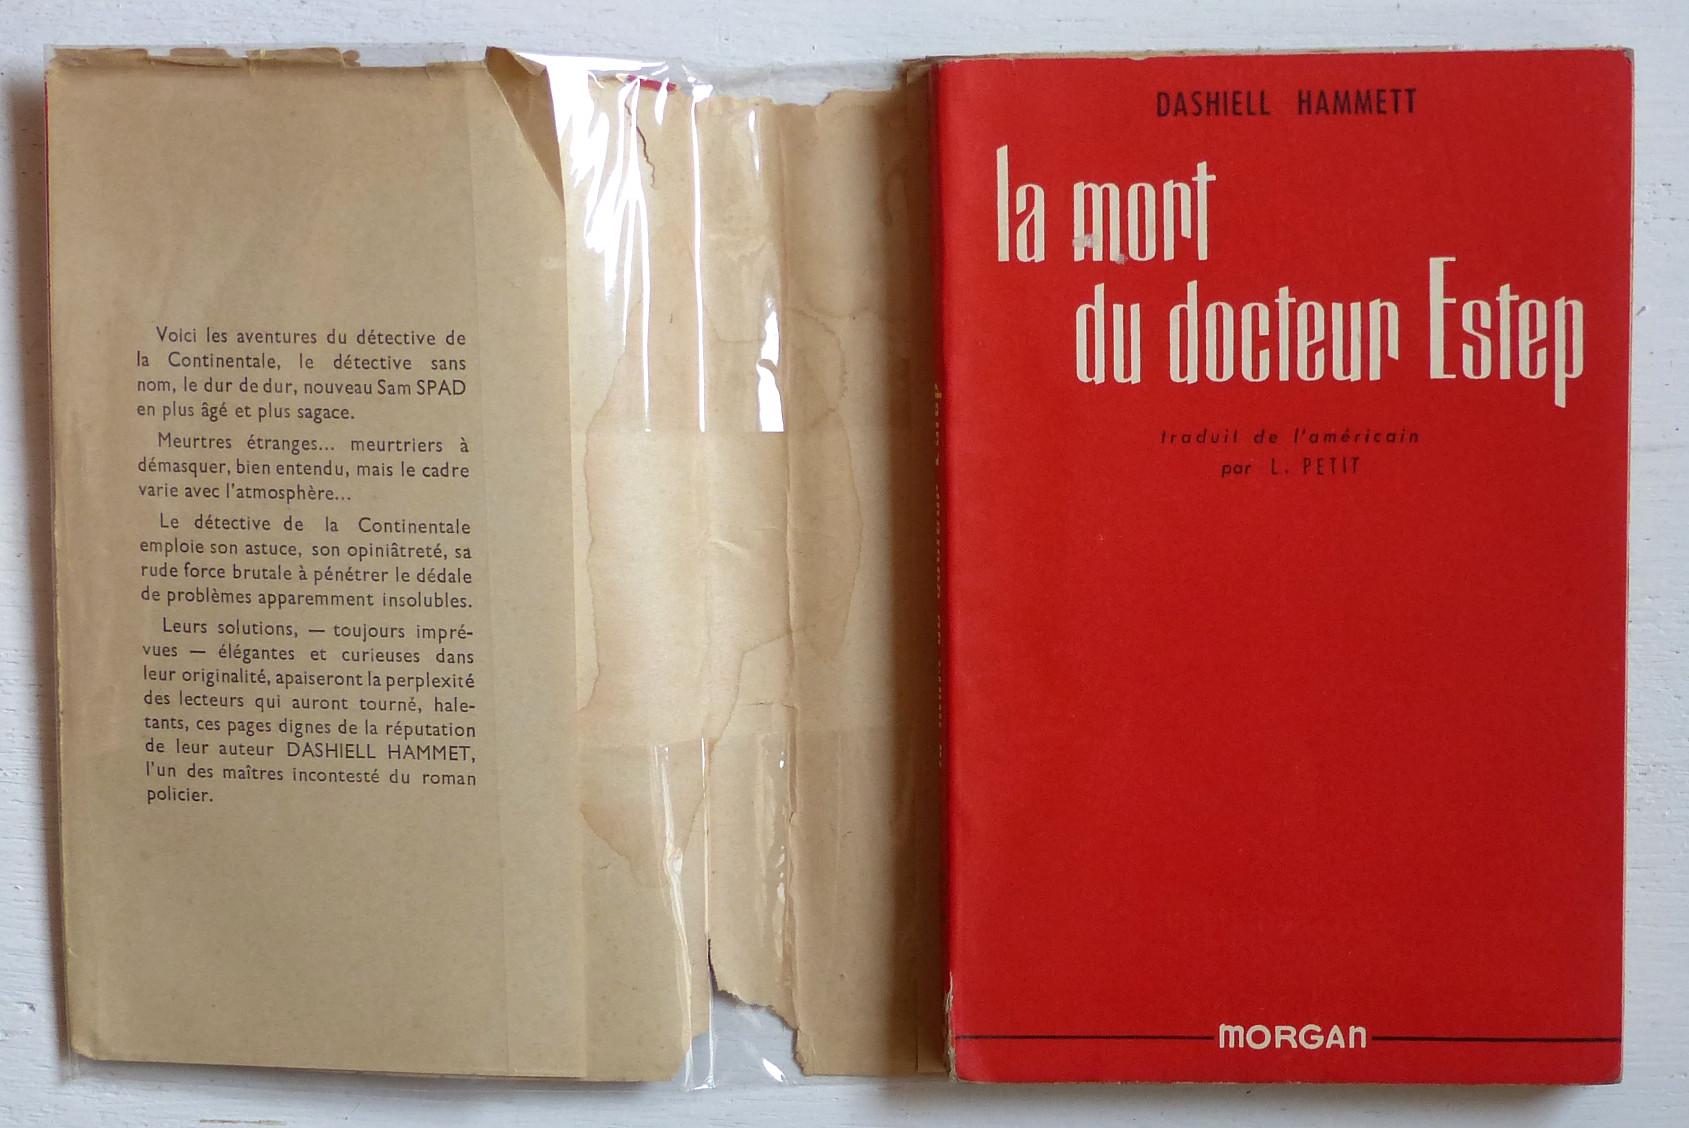 Voici les aventures du détective de
la Continentale, le détective sans
nom, le dur de dur, nouveau Sam SPAD
en plus âgé et plus sagace.
Meurtres étranges... meurtriers à
démasquer, bien entendu, mais le cadre
varie avec l'atmosphère...
Le détective de la Continentale
emploie son astuce, son opiniâtreté, sa
rude force brutale à pénétrer le dédale
de problèmes apparemment insolubles.
Leurs solutions, — toujours impré-
vues — élégantes et curieuses dans
leur originalité, apaiseront la perplexité
des lecteurs qui auront tourné, hale-
tants, ces pages dignes de la réputation
de leur auteur DASHIELL HAMMET,
l'un des maîtres incontesté du roman
policier.
DASHIELL HAMMETT
la mort
du docteur Estep
traduit de l'américain
par L. PETIT
MORGAN